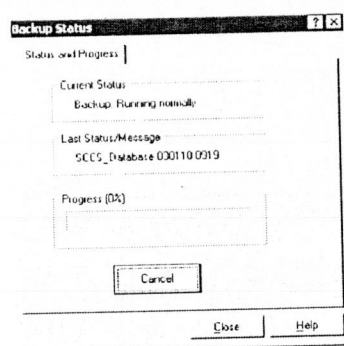 Backup Status
Status and Progress
Current Status
Backup: Running normally
Last Status/Message
SCCS_Database 000110 0919
Progress (0%)
Cancel
Close
Help